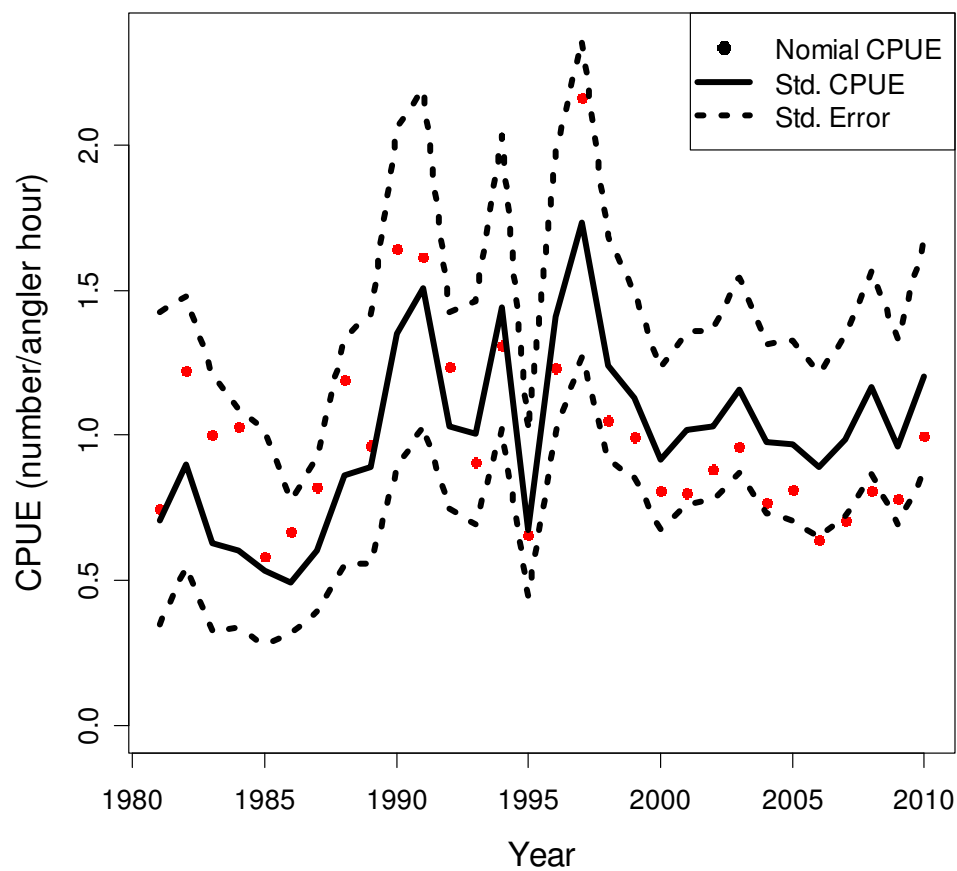 Nomial CPUE
Std. CPUE
Std. Error
CPUE (number/angler hour)
2.0
1.5
1.0
0.5
0.0
1980 1985 1990 1995 2000 2005 2010
Year